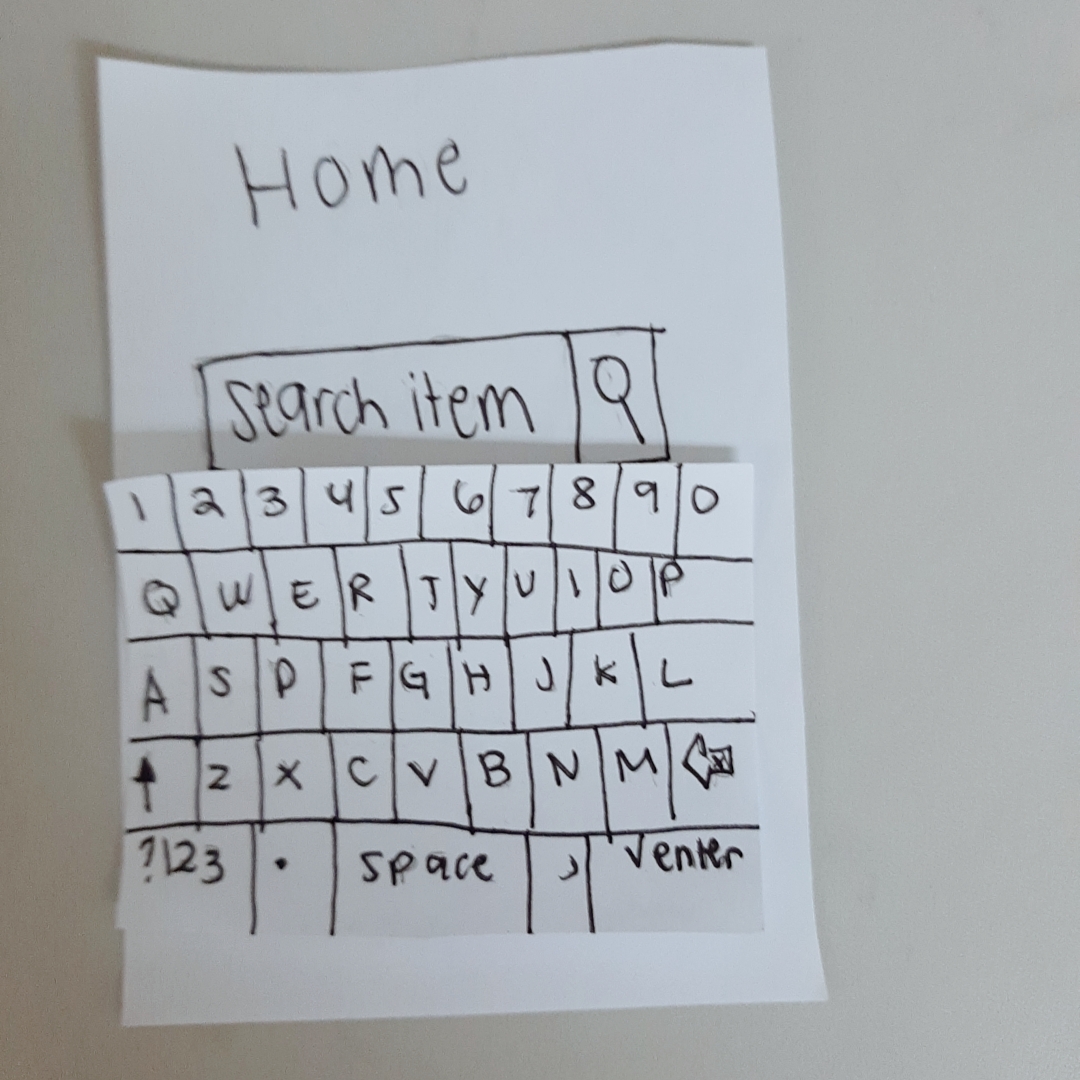 Home
search item
1 2 3 4 5 6 7 8 9 0
Q W E R T Y U I O P
A S D F G H J K L
Z X C V B N M
?123 . space , √enter